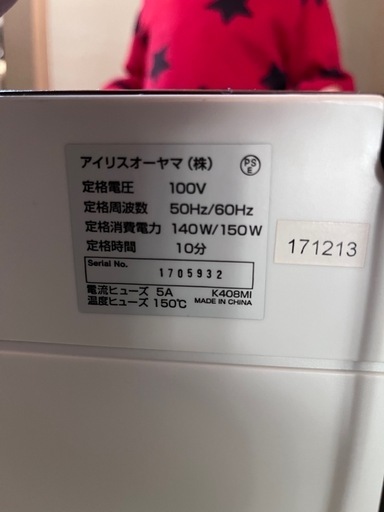 アイリスオーヤマ(株) PSE
定格電圧 100V
定格周波数 50Hz/60Hz
定格消費電力 140W/150W
定格時間 10分
171213
Serial No.
1705932
電流ヒューズ 5A K408MI
温度ヒューズ 150℃ MADE IN CHINA